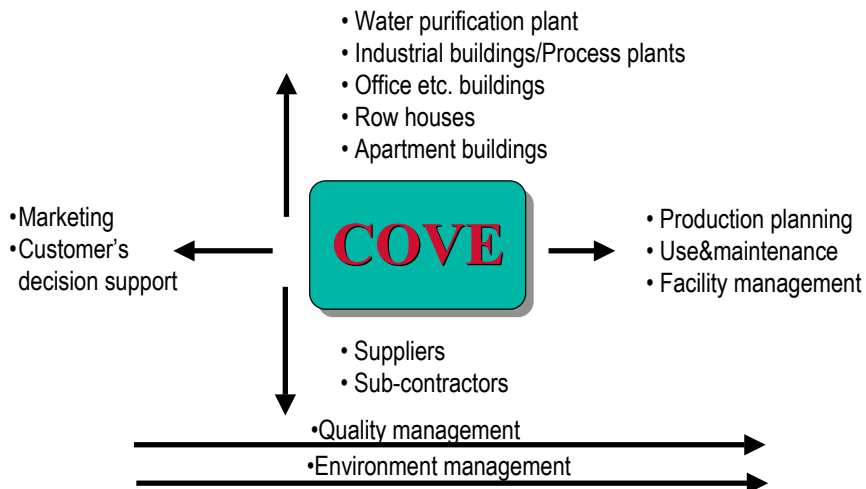 • Water purification plant
• Industrial buildings/Process plants
• Office etc. buildings
• Row houses
• Apartment buildings
•Marketing
•Customer's
decision support
COVE
• Production planning
• Use&maintenance
• Facility management
• Suppliers
• Sub-contractors
•Quality management
•Environment management